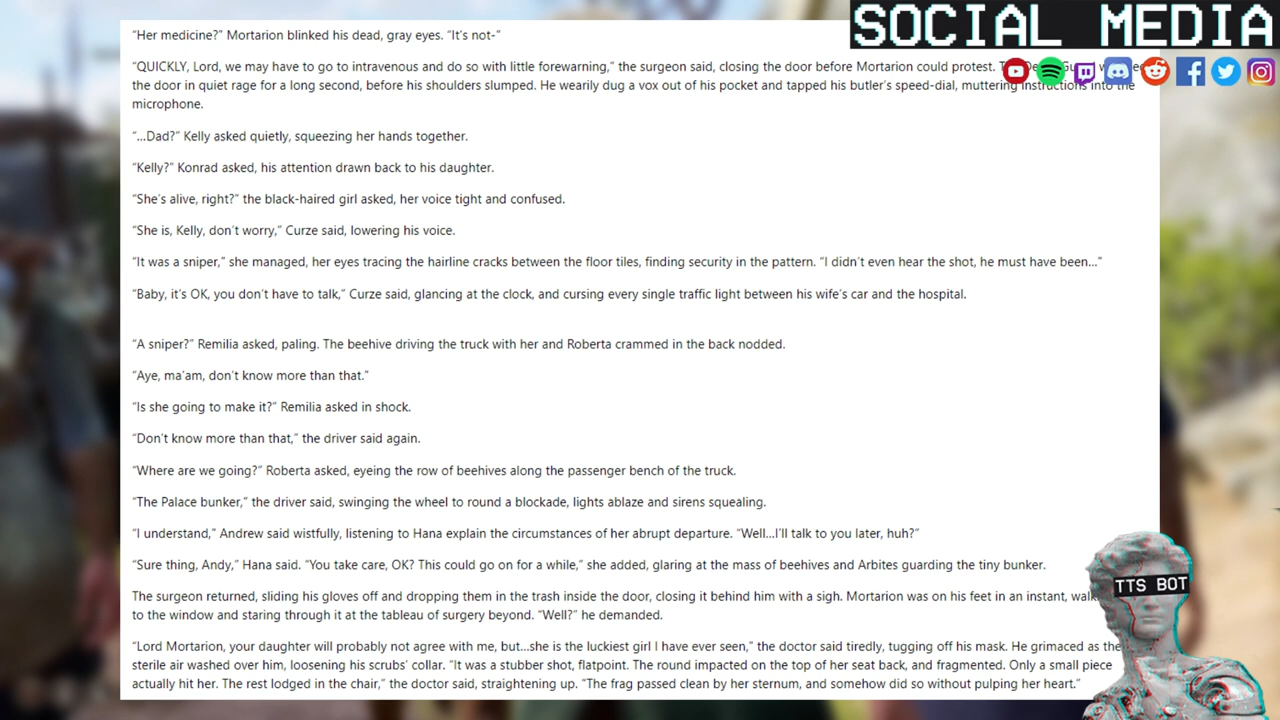 SOCIAL MEDIA
“Her medicine?” Mortarion blinked his dead, gray eyes. “It’s not-”
“QUICKLY, Lord, we may have to go to intravenous and do so with little forewarning,” the surgeon said, closing the door before Mortarion could protest.
the door in quiet rage for a long second, before his shoulders slumped. He wearily dug a vox out of his pocket and tapped his butler’s speed-dial, muttering instructions into the
microphone.
“…Dad?” Kelly asked quietly, squeezing her hands together.
“Kelly?” Konrad asked, his attention drawn back to his daughter.
“She’s alive, right?” the black-haired girl asked, her voice tight and confused.
“She is, Kelly, don’t worry,” Curze said, lowering his voice.
“It was a sniper,” she managed, her eyes tracing the hairline cracks between the floor tiles, finding security in the pattern. “I didn’t even hear the shot, he must have been…”
“Baby, it’s OK, you don’t have to talk,” Curze said, glancing at the clock, and cursing every single traffic light between his wife’s car and the hospital.
“A sniper?” Remilia asked, paling. The beehive driving the truck with her and Roberta crammed in the back nodded.
“Aye, ma’am, don’t know more than that.”
“Is she going to make it?” Remilia asked in shock.
“Don’t know more than that,” the driver said again.
“Where are we going?” Roberta asked, eyeing the row of beehives along the passenger bench of the truck.
“The Palace bunker,” the driver said, swinging the wheel to round a blockade, lights ablaze and sirens squealing.
“I understand,” Andrew said wistfully, listening to Hana explain the circumstances of her abrupt departure. “Well…I’ll talk to you later, huh?”
“Sure thing, Andy,” Hana said. “You take care, OK? This could go on for a while,” she added, glaring at the mass of beehives and Arbites guarding the tiny bunker.
The surgeon returned, sliding his gloves off and dropping them in the trash inside the door, closing it behind him with a sigh. Mortarion was on his feet in an instant,
to the window and staring through it at the tableau of surgery beyond. “Well?” he demanded.
“Lord Mortarion, your daughter will probably not agree with me, but…she is the luckiest girl I have ever seen,” the doctor said tiredly, tugging off his mask. He grimaced as the
sterile air washed over him, loosening his scrubs’ collar. “It was a stubber shot, flatpoint. The round impacted on the top of her seat back, and fragmented. Only a small piece
actually hit her. The rest lodged in the chair,” the doctor said, straightening up. “The frag passed clean by her sternum, and somehow did so without pulping her heart.”
TTS BOT